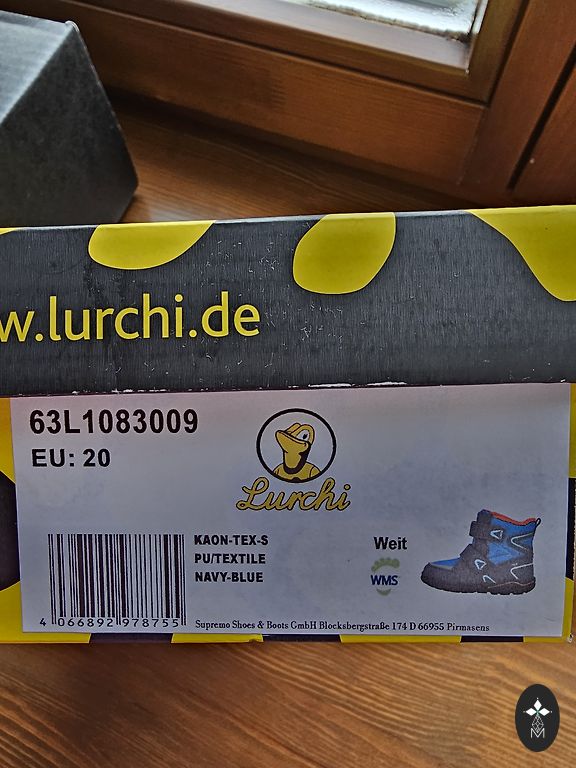 w.lurchi.de
63L1083009
EU: 20
Lurchi
KAON-TEX-S
PU/TEXTILE
NAVY-BLUE
Weit
WMS
4 066892 978755
Supremo Shoes & Boots GmbH Blocksbergstraße 174 D 66955 Pirmasens
M